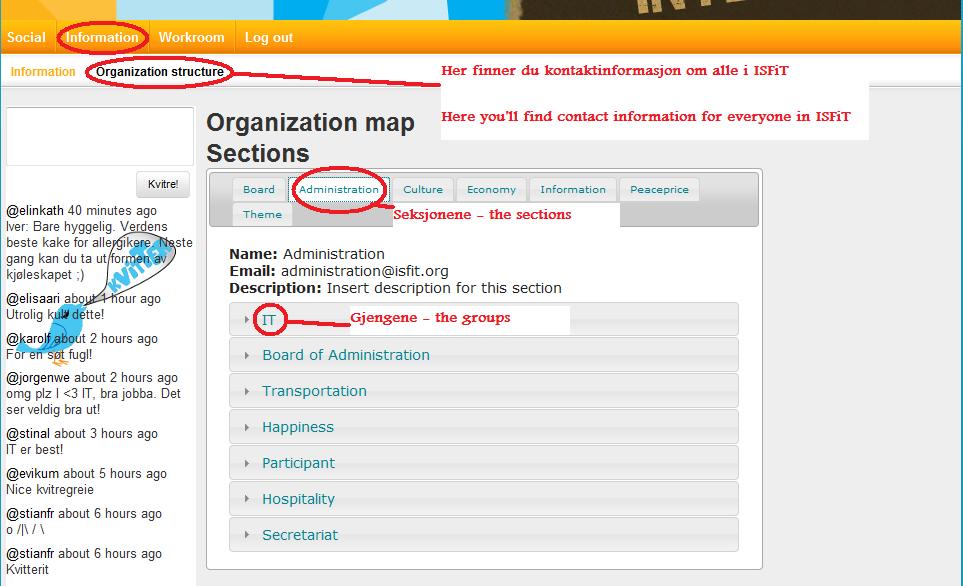 Social Information Workroom Log out
Information Organization structure
Her finner du kontaktinformasjon om alle i ISFiT
Here you'll find contact information for everyone in ISFiT
Organization map
Sections
Board Administration Culture Economy Information Peaceprice
Theme
Seksjonene - the sections
Name: Administration
Email: administration@isfit.org
Description: Insert description for this section
IT
Gjengene - the groups
Board of Administration
Transportation
Happiness
Participant
Hospitality
Secretariat
Kvitre!
@elinkath 40 minutes ago
Iver: Bare hyggelig. Verdens
beste kake for allergikere. Neste
gang kan du ta ut formen av
kjøleskapet ;)
KVITTER
@elisaari about 1 hour ago
Utrolig kult dette!
@karolf about 2 hours ago
For en søt fugl!
@jorgenwe about 2 hours ago
omg plz I <3 IT, bra jobba. Det
ser veldig bra ut!
@stinal about 3 hours ago
IT er best!
@evikum about 5 hours ago
Nice kvitregreie
@stianfr about 6 hours ago
o /|\ / \
@stianfr about 6 hours ago
Kvitterit